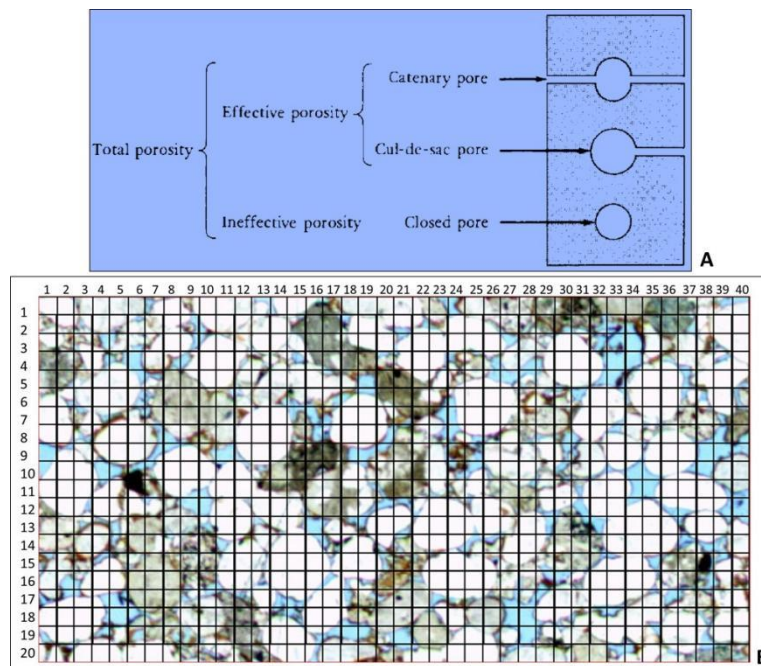 Catenary pore
Effective porosity
Total porosity
Cul-de-sac pore
Ineffective porosity Closed pore
A
1 2 3 4 5 6 7 8 9 10 11 12 13 14 15 16 17 18 19 20 21 22 23 24 25 26 27 28 29 30 31 32 33 34 35 36 37 38 39 40
1
2
3
4
5
6
7
8
9
10
11
12
13
14
15
16
17
18
19
20